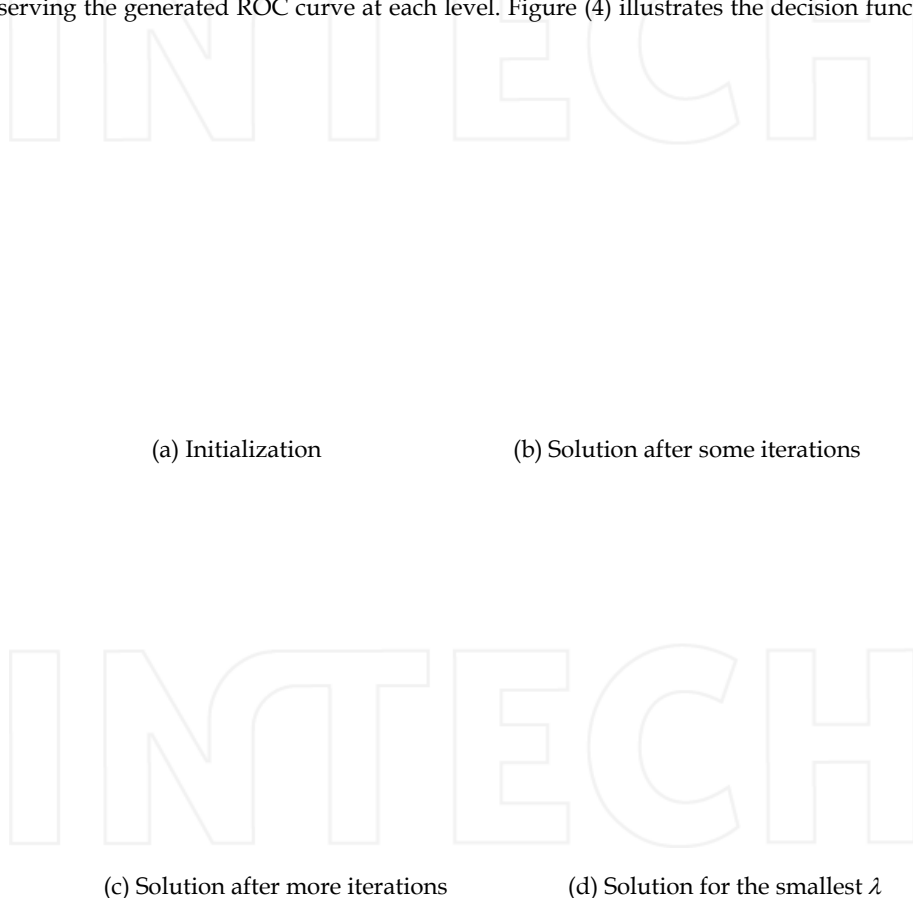 serving the generated ROC curve at each level. Figure (4) illustrates the decision func
INTECH
(a) Initialization (b) Solution after some iterations
INTECH
(c) Solution after more iterations (d) Solution for the smallest λ